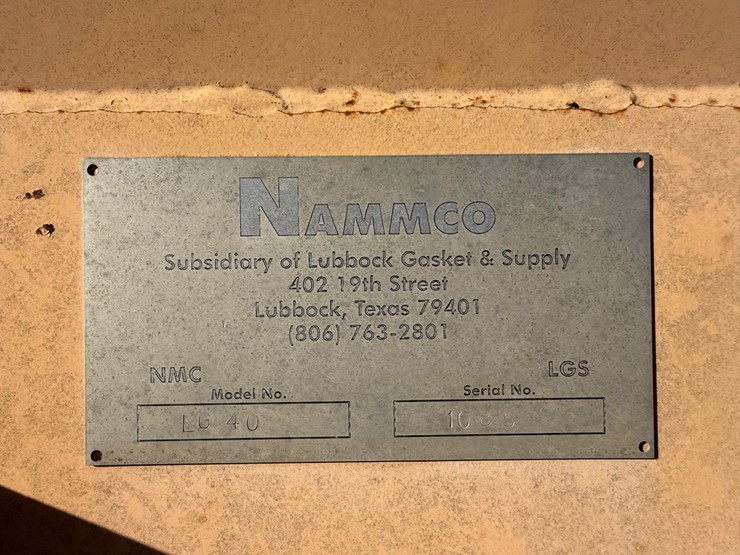 NAMMCO
Subsidiary of Lubbock Gasket & Supply
402 19th Street
Lubbock, Texas 79401
(806) 763-2801
NMC LGS
Model No. Serial No.
40